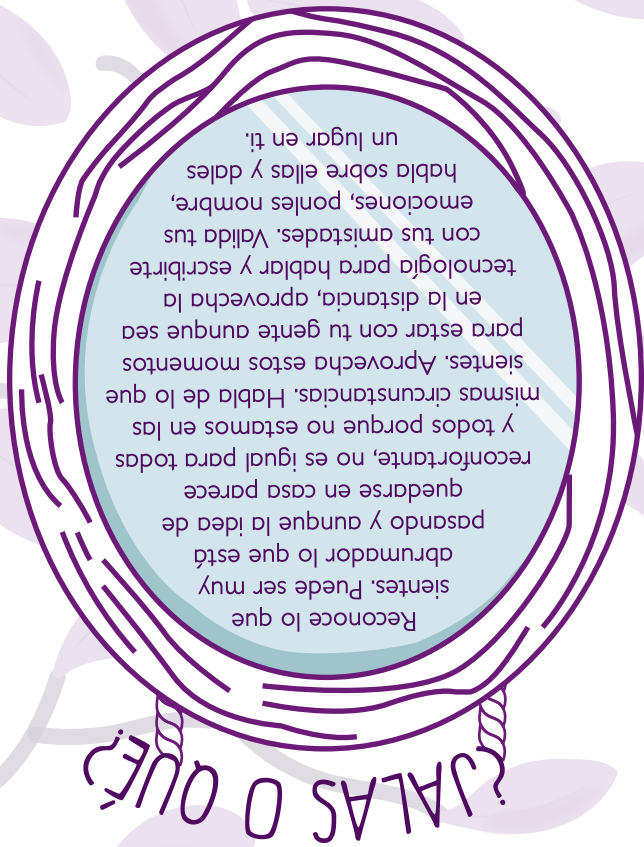 ¿JALAS O QUÉ?
Reconoce lo que
sientes. Puede ser muy
abrumador lo que está
pasando y aunque la idea de
quedarse en casa parece
reconfortante, no es igual para todas
y todos porque no estamos en las
mismas circunstancias. Habla de lo que
sientes. Aprovecha estos momentos
para estar con tu gente aunque sea
en la distancia, aprovecha la
tecnología para hablar y escribirte
con tus amistades. Valida tus
emociones, ponles nombre,
habla sobre ellas y dales
un lugar en ti.